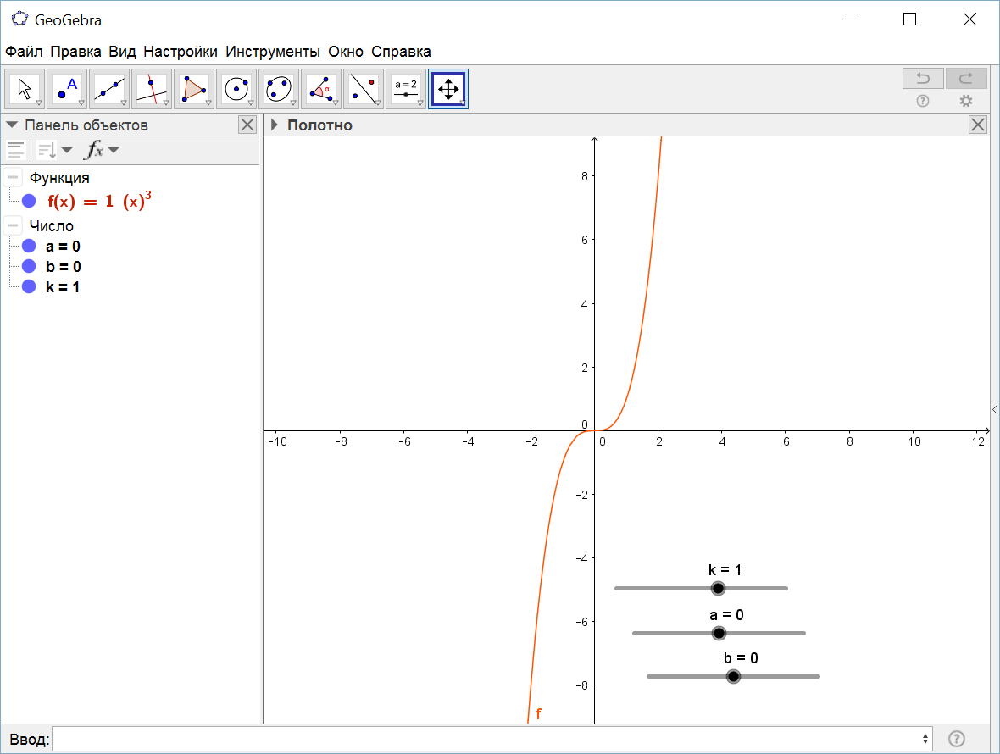 GeoGebra
Файл Правка Вид Настройки Инструменты Окно Справка
A
α
a = 2
Панель объектов
Полотно
fx
Функция
f(x) = 1 (x)³
Число
a = 0
b = 0
k = 1
8
6
4
2
0
-10 -8 -6 -4 -2 0 2 4 6 8 10 12
-2
-4
k = 1
a = 0
-6
b = 0
-8
f
Ввод: